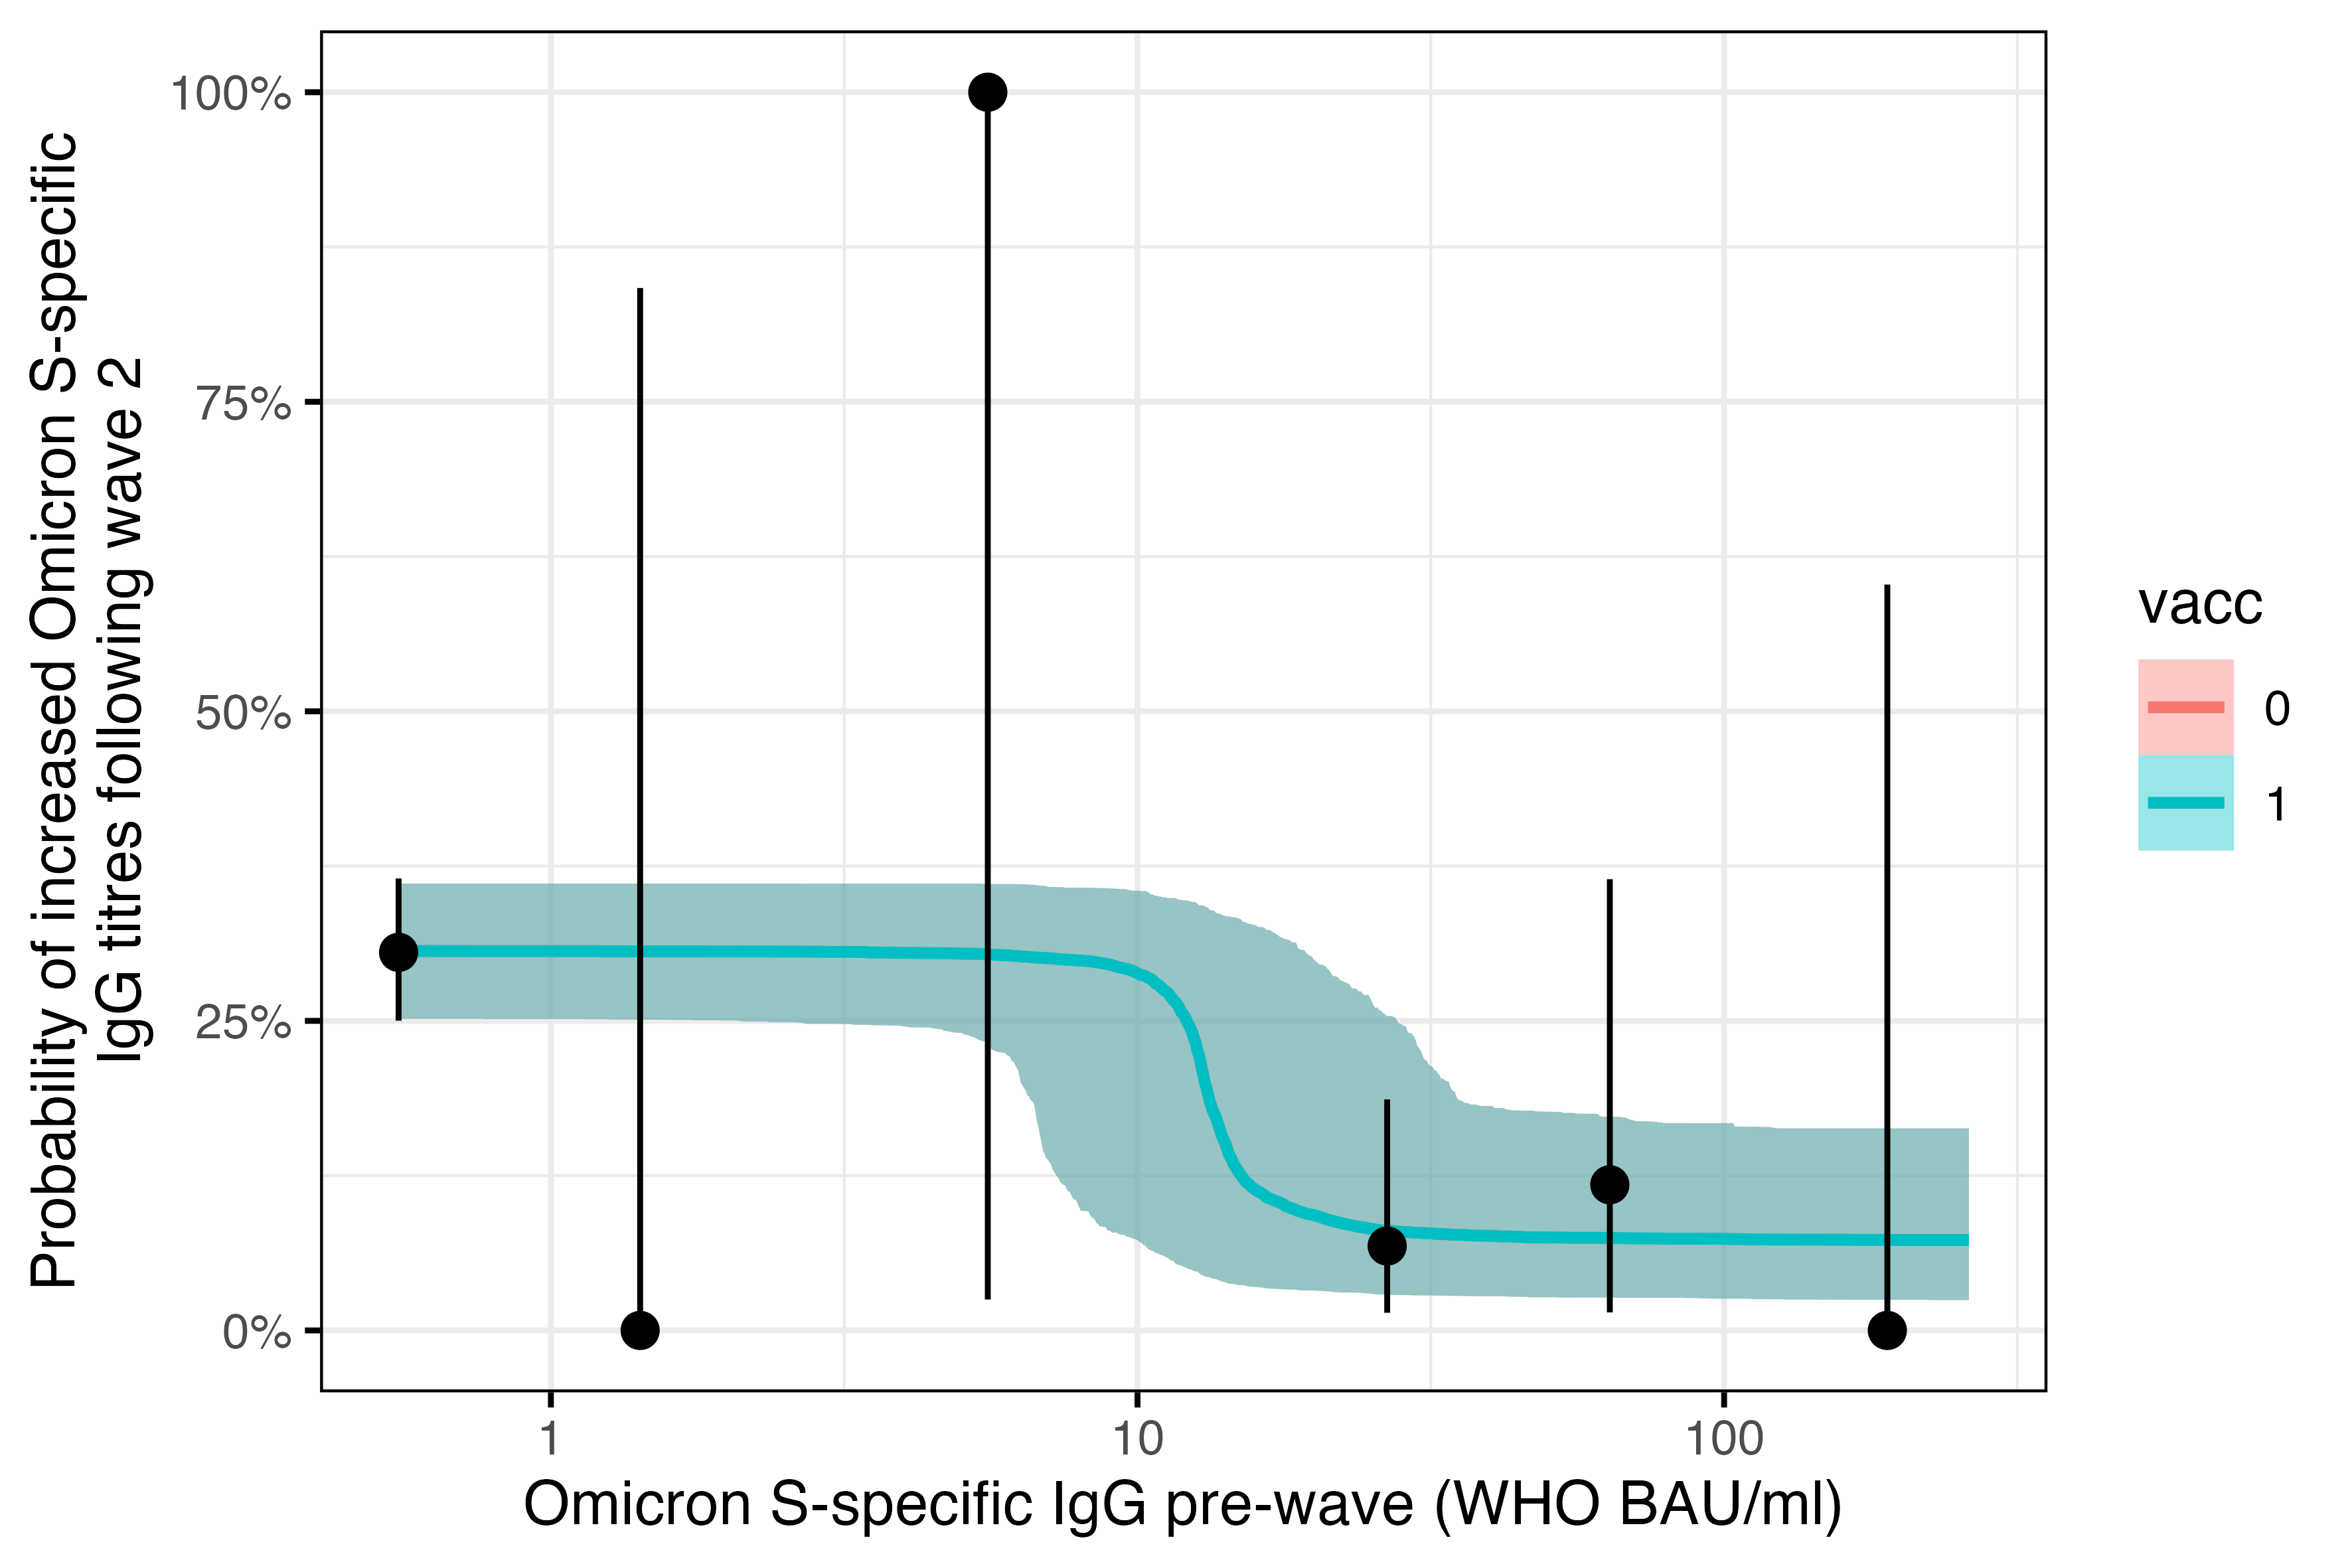 Probability of increased Omicron S-specific
IgG titres following wave 2
100%
75%
50%
25%
0%
1
10
100
Omicron S-specific IgG pre-wave (WHO BAU/ml)
vacc
0
1